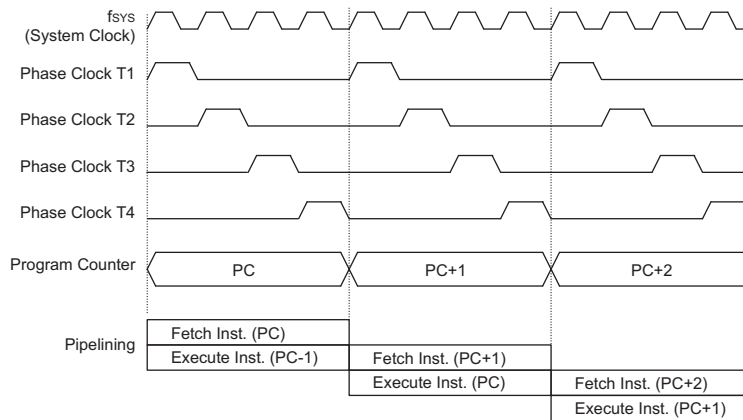 fSYS
(System Clock)
Phase Clock T1
Phase Clock T2
Phase Clock T3
Phase Clock T4
Program Counter
PC
PC+1
PC+2
Pipelining
Fetch Inst. (PC)
Execute Inst. (PC-1)
Fetch Inst. (PC+1)
Execute Inst. (PC)
Fetch Inst. (PC+2)
Execute Inst. (PC+1)